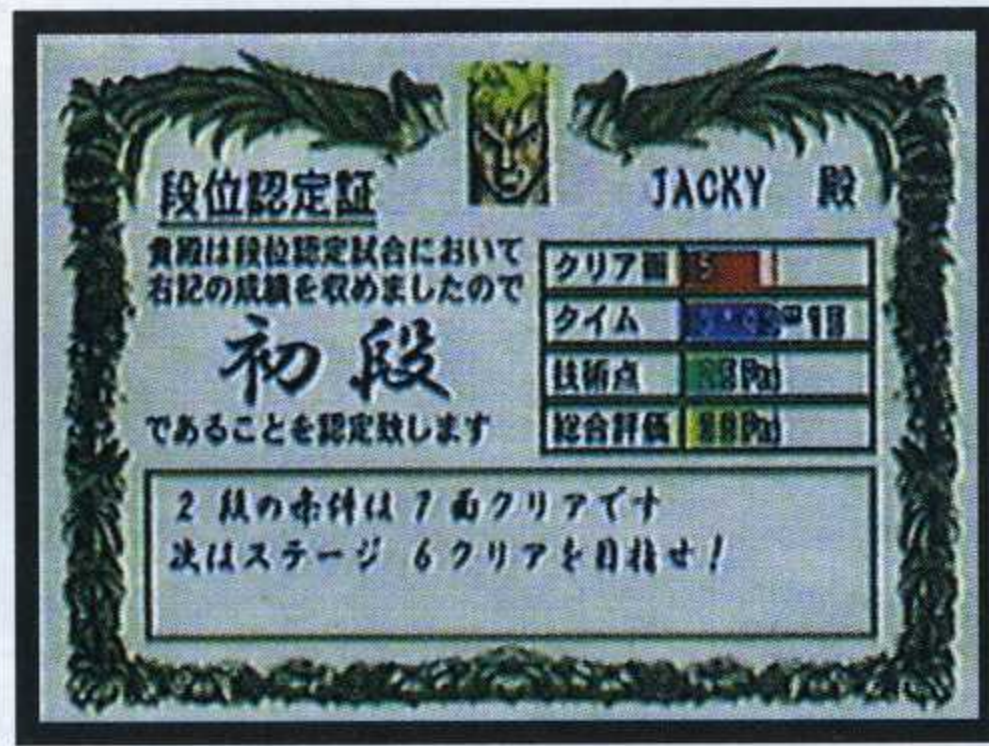 段位認定証
JACKY 殿
貴殿は段位認定試合において
右記の成績を収めましたので
初段
であることを認定致します
クリア面 5
タイム
技術点
総合評価
2 段の条件は 7 面クリアです
次はステージ 6 クリアを目指せ！